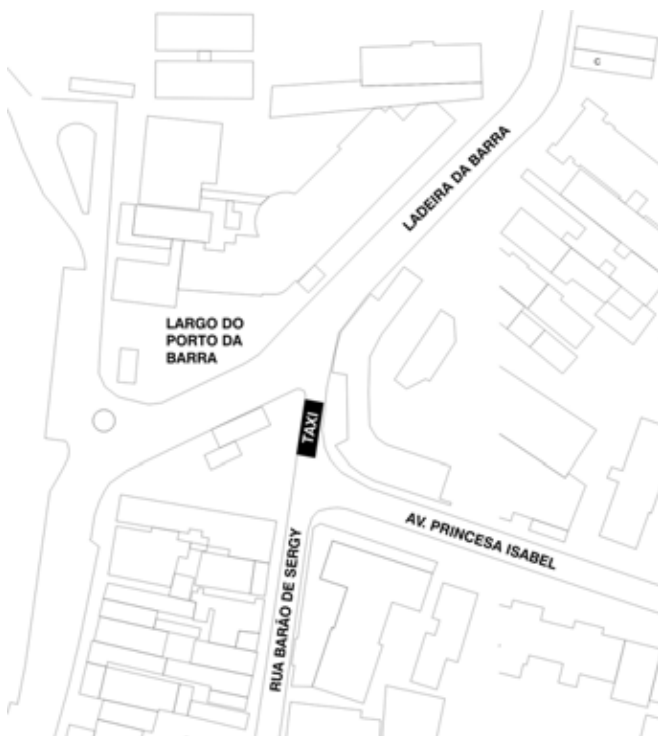 LADEIRA DA BARRA
LARGO DO
PORTO DA
BARRA
TAXI
AV. PRINCESA ISABEL
RUA BARÃO DE SERGY